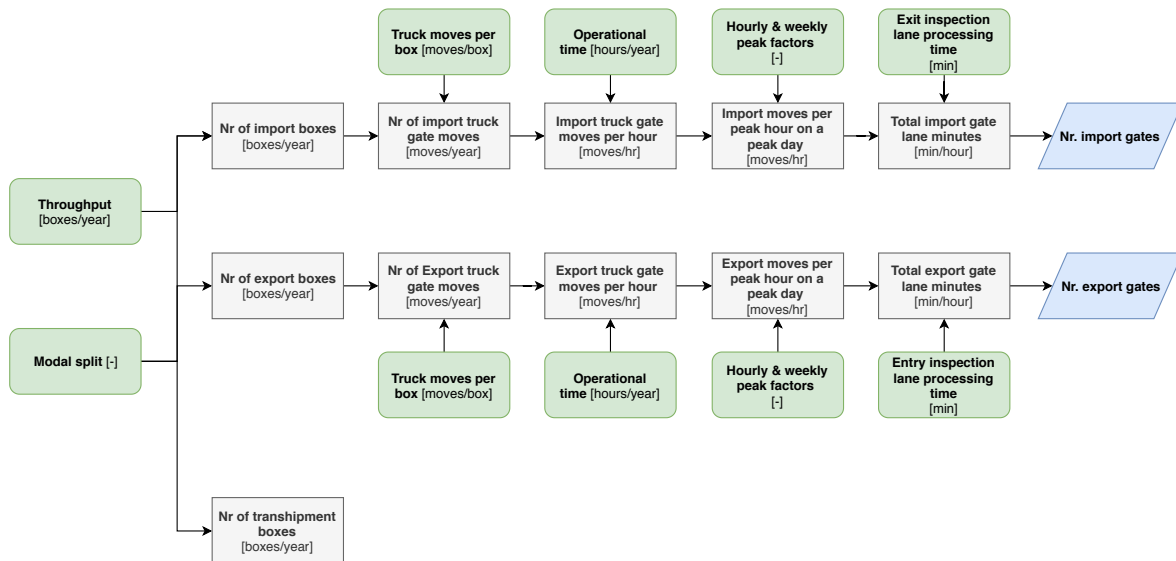 Truck moves per
box [moves/box]
Operational
time [hours/year]
Hourly & weekly
peak factors
[-]
Exit inspection
lane processing
time
[min]
Nr of import boxes
[boxes/year]
Nr of import truck
gate moves
[moves/year]
Import truck gate
moves per hour
[moves/hr]
Import moves per
peak hour on a
peak day
[moves/hr]
Total import gate
lane minutes
[min/hour]
Nr. import gates
Throughput
[boxes/year]
Nr of export boxes
[boxes/year]
Nr of Export truck
gate moves
[moves/year]
Export truck gate
moves per hour
[moves/hr]
Export moves per
peak hour on a
peak day
[moves/hr]
Total export gate
lane minutes
[min/hour]
Nr. export gates
Modal split [-]
Truck moves per
box [moves/box]
Operational
time [hours/year]
Hourly & weekly
peak factors
[-]
Entry inspection
lane processing
time
[min]
Nr of transhipment
boxes
[boxes/year]